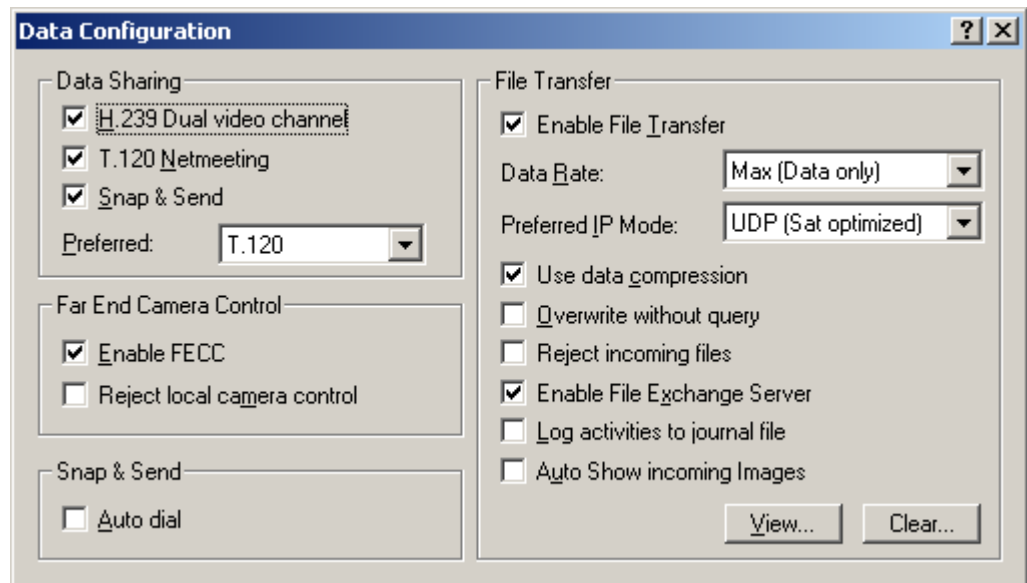 Data Configuration
Data Sharing
H.239 Dual video channel
T.120 Netmeeting
Snap & Send
Preferred: T.120
Far End Camera Control
Enable FECC
Reject local camera control
Snap & Send
Auto dial
File Transfer
Enable File Transfer
Data Rate: Max (Data only)
Preferred IP Mode: UDP (Sat optimized)
Use data compression
Overwrite without query
Reject incoming files
Enable File Exchange Server
Log activities to journal file
Auto Show incoming Images
View... Clear...